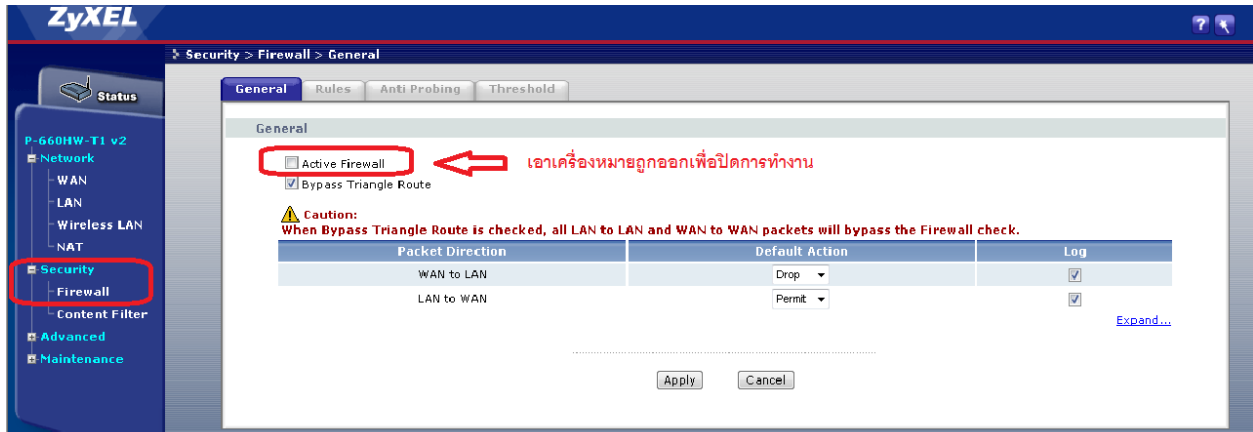 ZyXEL
Security > Firewall > General
Status
P-660HW-T1 v2
Network
WAN
LAN
Wireless LAN
NAT
Security
Firewall
Content Filter
Advanced
Maintenance
General Rules Anti Probing Threshold
General
Active Firewall
เอาเครื่องหมายถูกออกเพื่อปิดการทำงาน
Bypass Triangle Route
Caution:
When Bypass Triangle Route is checked, all LAN to LAN and WAN to WAN packets will bypass the Firewall check.
Packet Direction Default Action Log
WAN to LAN Drop
LAN to WAN Permit
Expand...
Apply Cancel